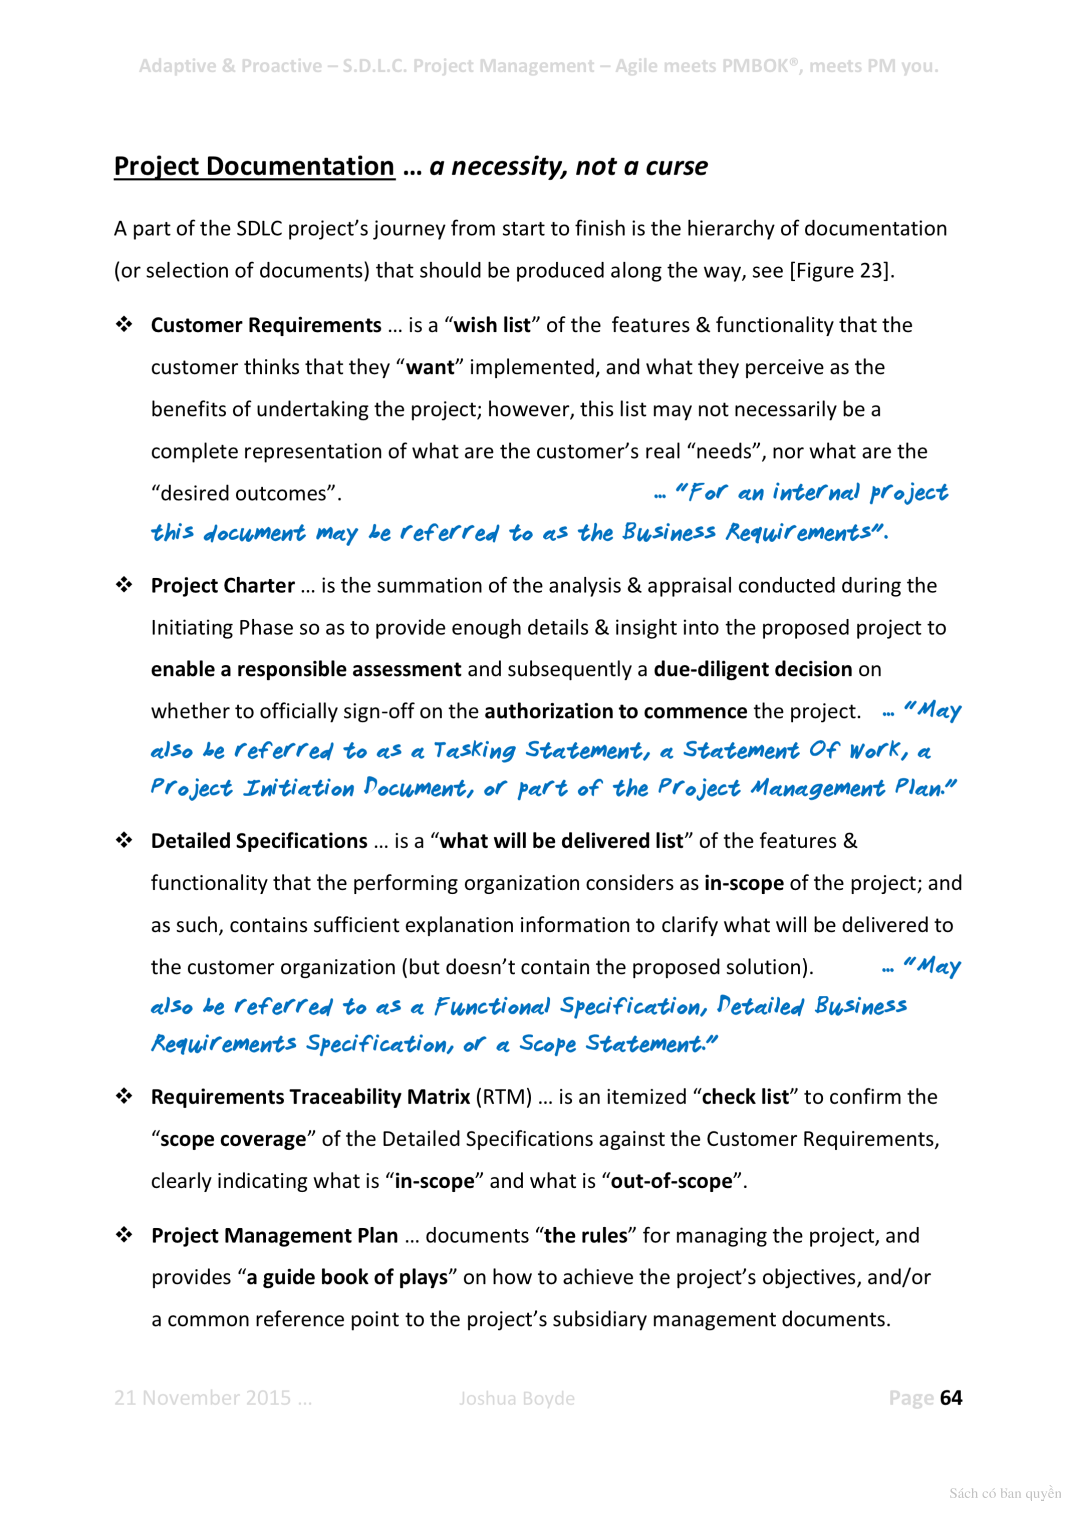 Adaptive & Proactive – S.D.L.C. Project Management – Agile meets PMBOK®, meets PM you.
Project Documentation ... a necessity, not a curse
A part of the SDLC project’s journey from start to finish is the hierarchy of documentation
(or selection of documents) that should be produced along the way, see [Figure 23].
❖ Customer Requirements ... is a “wish list” of the features & functionality that the
customer thinks that they “want” implemented, and what they perceive as the
benefits of undertaking the project; however, this list may not necessarily be a
complete representation of what are the customer’s real “needs”, nor what are the
“desired outcomes”. ... “For an internal project
this document may be referred to as the Business Requirements”.
❖ Project Charter ... is the summation of the analysis & appraisal conducted during the
Initiating Phase so as to provide enough details & insight into the proposed project to
enable a responsible assessment and subsequently a due-diligent decision on
whether to officially sign-off on the authorization to commence the project. ... “May
also be referred to as a Tasking Statement, a Statement Of Work, a
Project Initiation Document, or part of the Project Management Plan.”
❖ Detailed Specifications ... is a “what will be delivered list” of the features &
functionality that the performing organization considers as in-scope of the project; and
as such, contains sufficient explanation information to clarify what will be delivered to
the customer organization (but doesn’t contain the proposed solution). ... “May
also be referred to as a Functional Specification, Detailed Business
Requirements Specification, or a Scope Statement.”
❖ Requirements Traceability Matrix (RTM) ... is an itemized “check list” to confirm the
“scope coverage” of the Detailed Specifications against the Customer Requirements,
clearly indicating what is “in-scope” and what is “out-of-scope”.
❖ Project Management Plan ... documents “the rules” for managing the project, and
provides “a guide book of plays” on how to achieve the project’s objectives, and/or
a common reference point to the project’s subsidiary management documents.
21 November 2015 ... Joshua Boyde Page 64
Sách có bản quyền